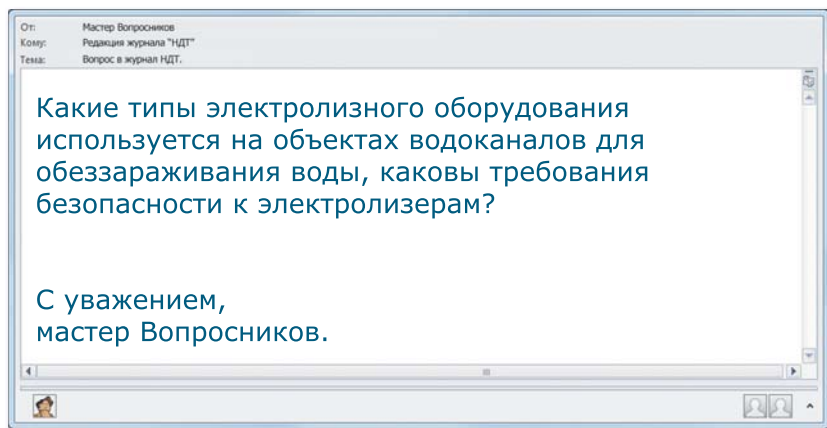 От: Мастер Вопросников
Кому: Редакция журнала "НДТ"
Тема: Вопрос в журнал НДТ.
Какие типы электролизного оборудования
используется на объектах водоканалов для
обеззараживания воды, каковы требования
безопасности к электролизерам?
С уважением,
мастер Вопросников.